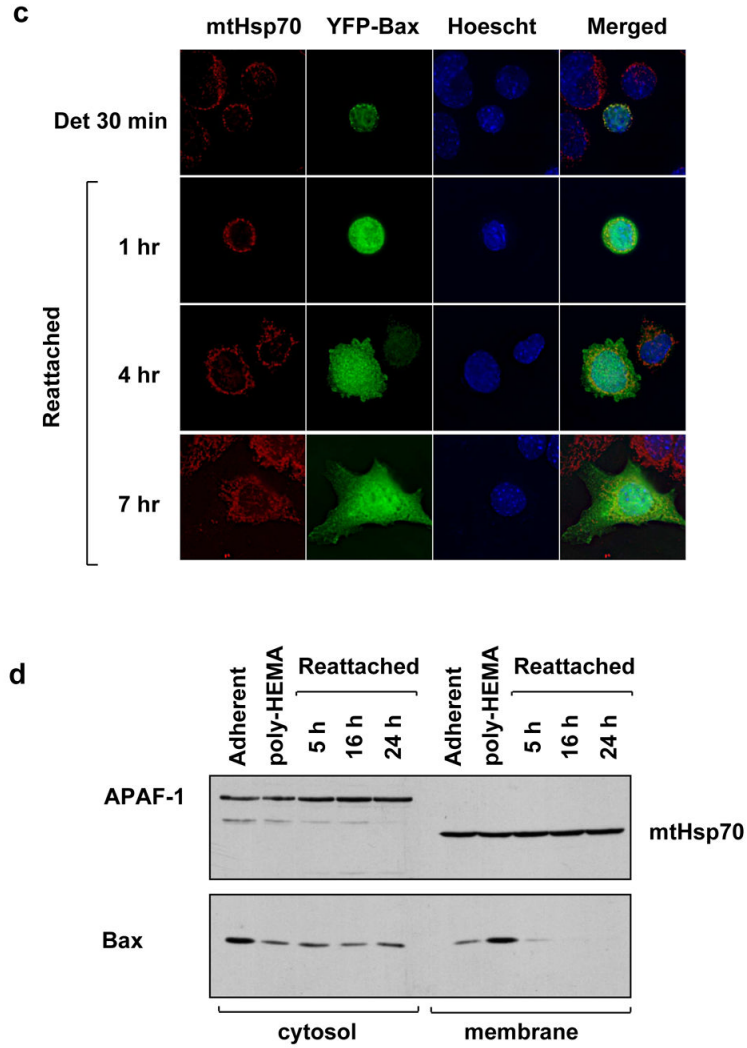 c
mtHsp70 YFP-Bax Hoescht Merged
Det 30 min
Reattached
1 hr
4 hr
7 hr
d
Adherent
poly-HEMA
Reattached
5 h
16 h
24 h
Adherent
poly-HEMA
Reattached
5 h
16 h
24 h
APAF-1
mtHsp70
Bax
cytosol membrane